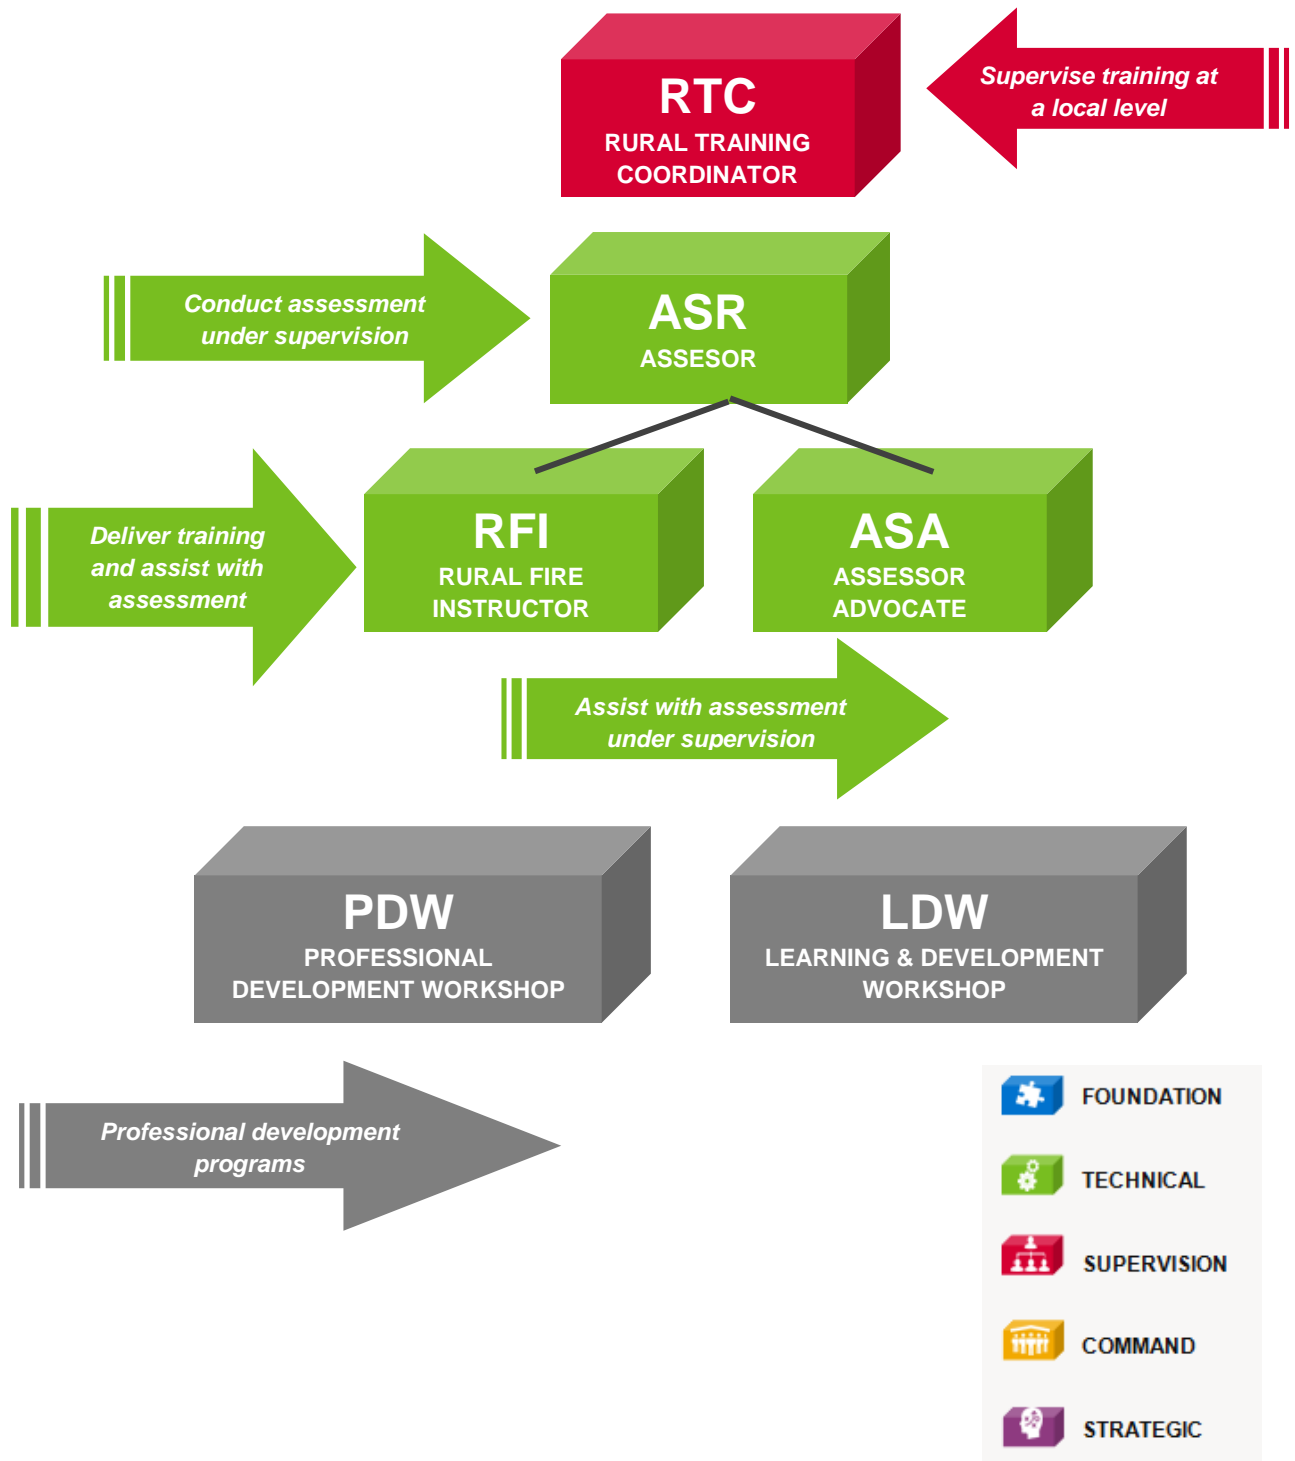 RTC
RURAL TRAINING
COORDINATOR
Supervise training at
a local level
Conduct assessment
under supervision
ASR
ASSESOR
Deliver training
and assist with
assessment
RFI
RURAL FIRE
INSTRUCTOR
ASA
ASSESSOR
ADVOCATE
Assist with assessment
under supervision
PDW
PROFESSIONAL
DEVELOPMENT WORKSHOP
LDW
LEARNING & DEVELOPMENT
WORKSHOP
Professional development
programs
FOUNDATION
TECHNICAL
SUPERVISION
COMMAND
STRATEGIC